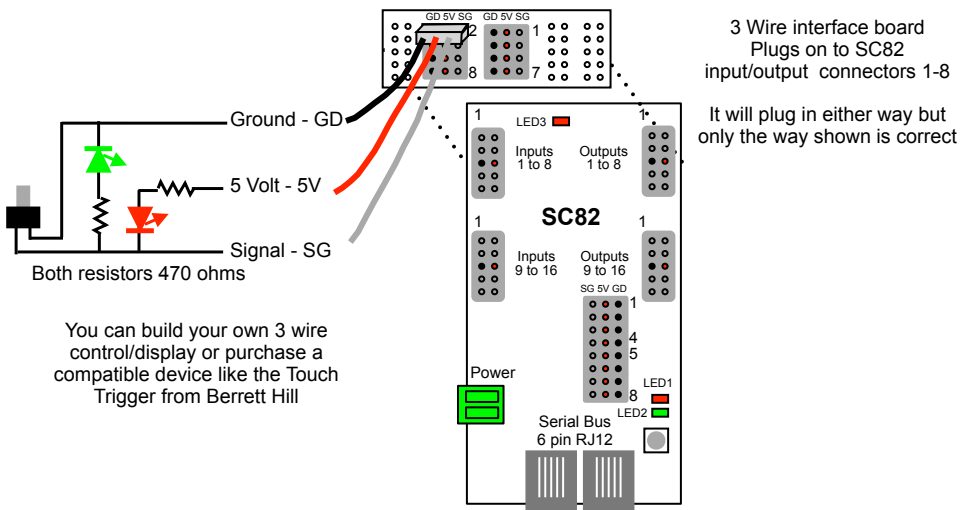 GD 5V SG GD 5V SG
2 1
8 7
3 Wire interface board
Plugs on to SC82
input/output connectors 1-8
It will plug in either way but
only the way shown is correct
Ground - GD
5 Volt - 5V
Signal - SG
Both resistors 470 ohms
You can build your own 3 wire
control/display or purchase a
compatible device like the Touch
Trigger from Berrett Hill
1 LED3 1
Inputs
1 to 8
Outputs
1 to 8
SC82
1 1
Inputs
9 to 16
Outputs
9 to 16
SG 5V GD
1
4
5
8
Power
LED1
LED2
Serial Bus
6 pin RJ12